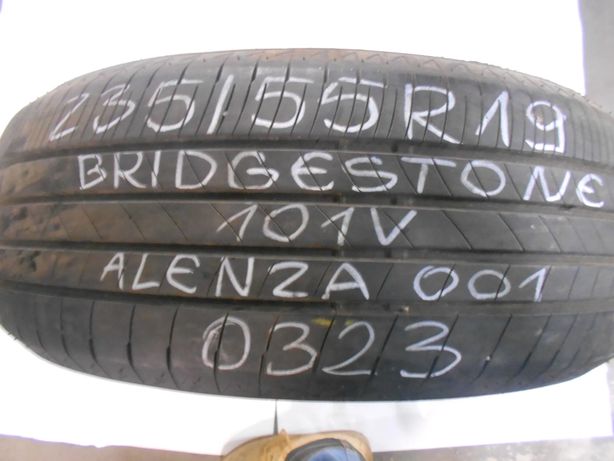 235/55R19
BRIDGESTONE
101V
ALENZA 001
0323